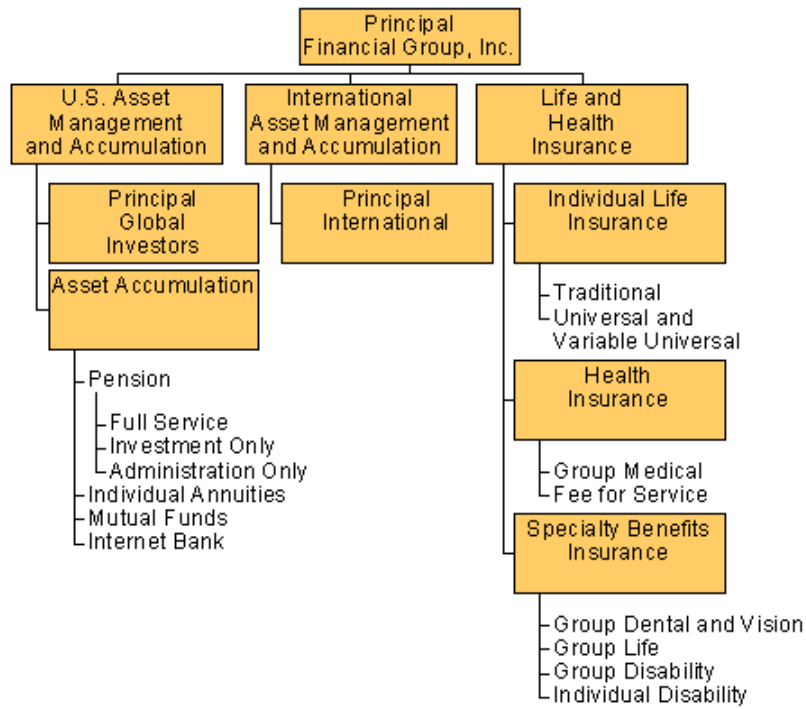 Principal
Financial Group, Inc.
U.S. Asset
Management
and Accumulation
International
Asset Management
and Accumulation
Life and
Health
Insurance
Principal
Global
Investors
Asset Accumulation
Pension
Full Service
Investment Only
Administration Only
Individual Annuities
Mutual Funds
Internet Bank
Principal
International
Individual Life
Insurance
Traditional
Universal and
Variable Universal
Health
Insurance
Group Medical
Fee for Service
Specialty Benefits
Insurance
Group Dental and Vision
Group Life
Group Disability
Individual Disability